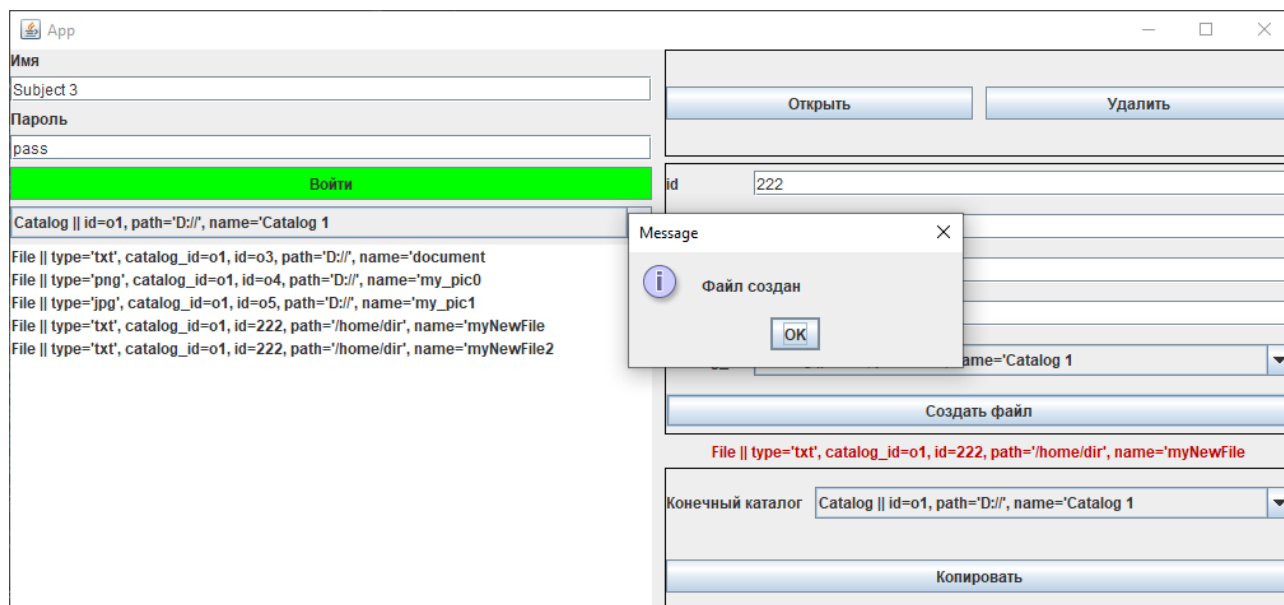 App
Имя
Subject 3
Пароль
pass
Войти
Catalog || id=o1, path='D://', name='Catalog 1
File || type='txt', catalog_id=o1, id=o3, path='D://', name='document
File || type='png', catalog_id=o1, id=o4, path='D://', name='my_pic0
File || type='jpg', catalog_id=o1, id=o5, path='D://', name='my_pic1
File || type='txt', catalog_id=o1, id=222, path='/home/dir', name='myNewFile
File || type='txt', catalog_id=o1, id=222, path='/home/dir', name='myNewFile2
Открыть
Удалить
id
222
Message
Файл создан
OK
name='Catalog 1
Создать файл
File || type='txt', catalog_id=o1, id=222, path='/home/dir', name='myNewFile
Конечный каталог
Catalog || id=o1, path='D://', name='Catalog 1
Копировать